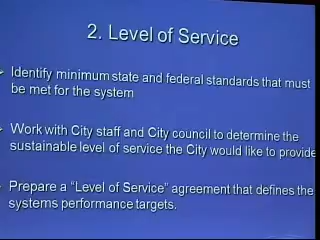 2. Level of Service
Identify minimum state and federal standards that must
be met for the system
Work with City staff and City council to determine the
sustainable level of service the City would like to provide
Prepare a “Level of Service” agreement that defines the
systems performance targets.